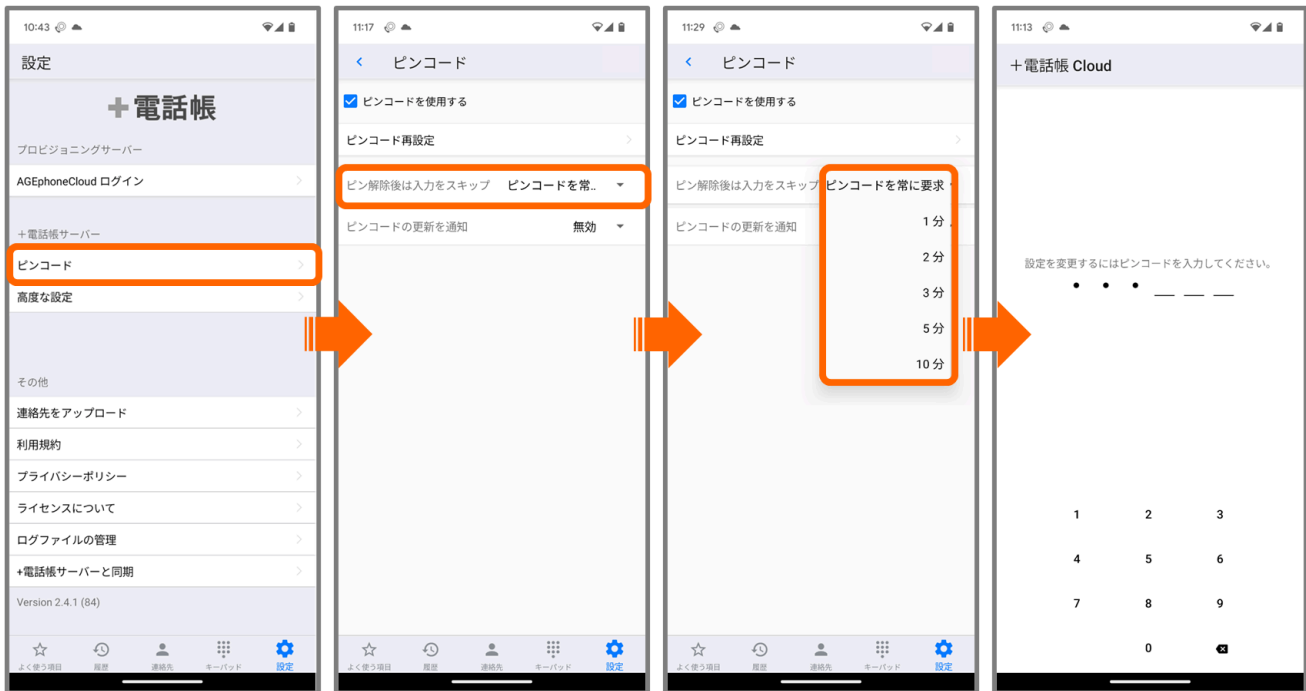 10:43
設定
+電話帳
プロビジョニングサーバー
AGEphoneCloud ログイン
+電話帳サーバー
ピンコード
高度な設定
その他
連絡先をアップロード
利用規約
プライバシーポリシー
ライセンスについて
ログファイルの管理
+電話帳サーバーと同期
Version 2.4.1 (84)
よく使う項目 履歴 連絡先 キーパッド 設定
11:17
ピンコード
ピンコードを使用する
ピンコード再設定
ピン解除後は入力をスキップ ピンコードを常..
ピンコードの更新を通知 無効
よく使う項目 履歴 連絡先 キーパッド 設定
11:29
ピンコード
ピンコードを使用する
ピンコード再設定
ピン解除後は入力をスキップ ピンコードを常に要求
1 分
ピンコードの更新を通知
2 分
3 分
5 分
10 分
よく使う項目 履歴 連絡先 キーパッド 設定
11:13
+電話帳 Cloud
設定を変更するにはピンコードを入力してください。
1 2 3
4 5 6
7 8 9
0